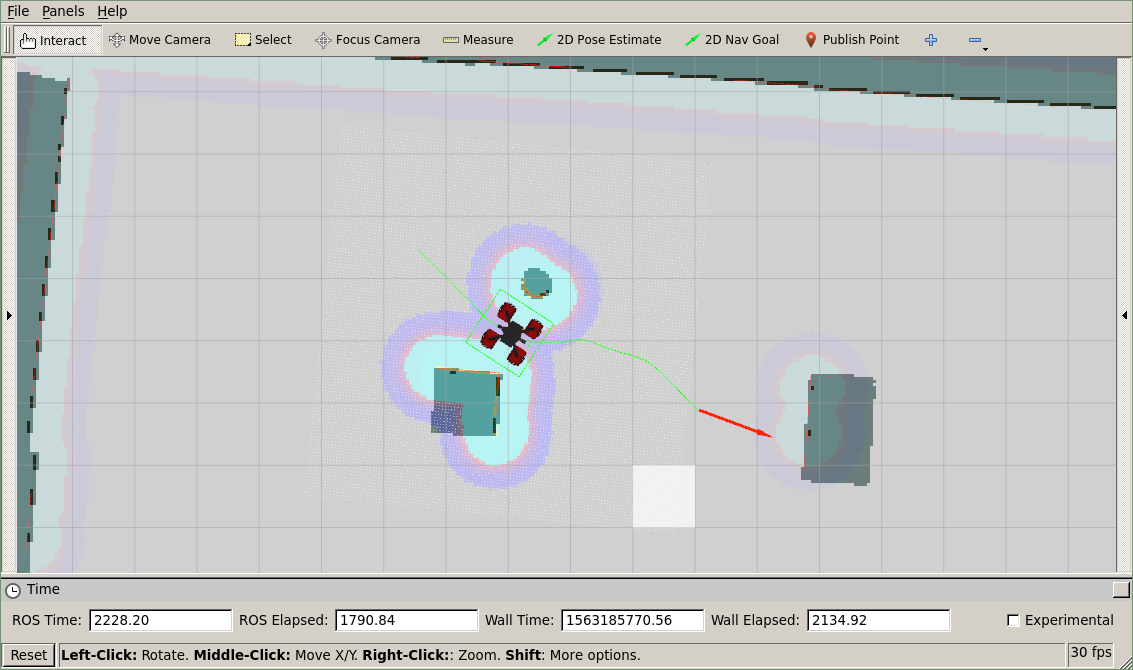 File Panels Help
Interact Move Camera Select Focus Camera Measure 2D Pose Estimate 2D Nav Goal Publish Point
Time
ROS Time: 2228.20 ROS Elapsed: 1790.84 Wall Time: 1563185770.56 Wall Elapsed: 2134.92 Experimental
Reset Left-Click: Rotate. Middle-Click: Move X/Y. Right-Click:: Zoom. Shift: More options. 30 fps